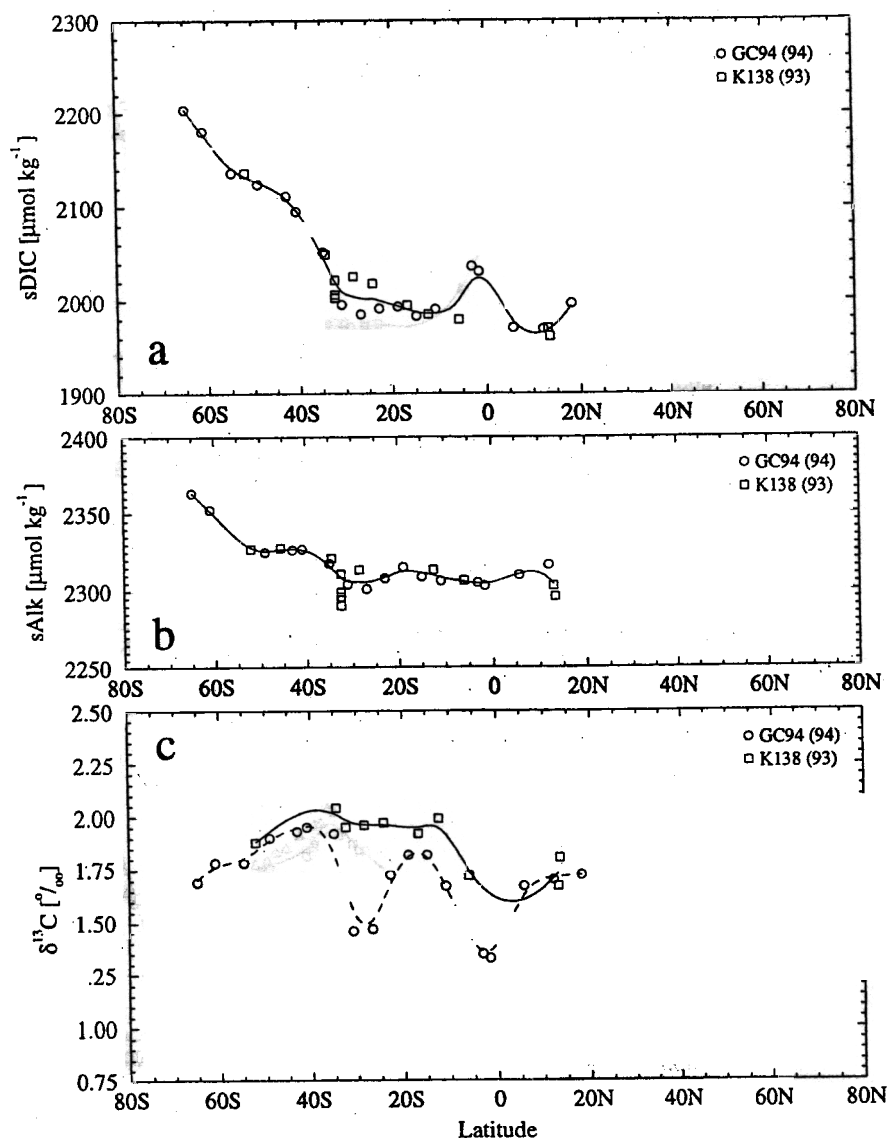 2300
2200
2100
2000
1900
sDIC [μmol kg⁻¹]
GC94 (94)
K138 (93)
a
80S 60S 40S 20S 0 20N 40N 60N 80N
2400
2350
2300
2250
sAlk [μmol kg⁻¹]
GC94 (94)
K138 (93)
b
80S 60S 40S 20S 0 20N 40N 60N 80N
2.50
2.25
2.00
1.75
1.50
.25
1.00
0.75
δ¹³C [‰]
c
GC94 (94)
K138 (93)
80S 60S 40S 20S 0 20N 40N 60N 80N
Latitude